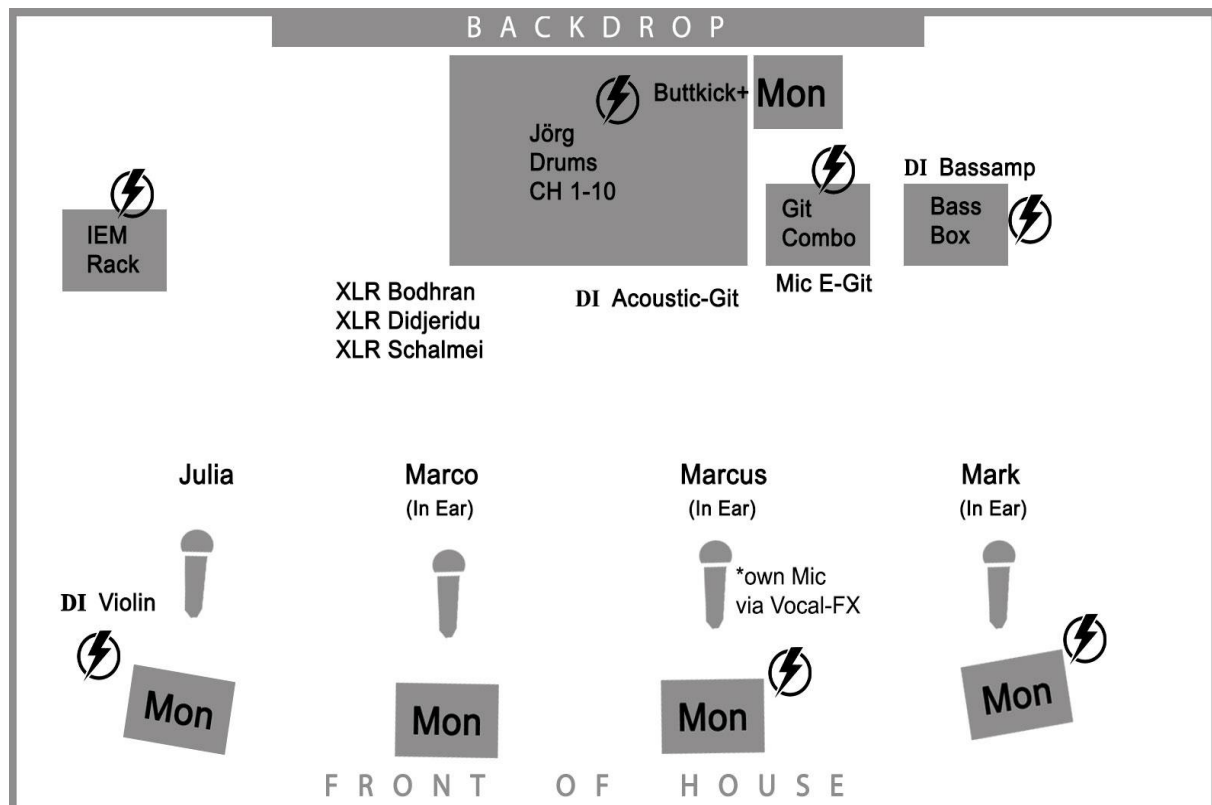 BACKDROP
Buttkick+ Mon
Jörg
Drums
CH 1-10
IEM
Rack
Git
Combo
Mic E-Git
DI Bassamp
Bass
Box
XLR Bodhran
XLR Didjeridu
XLR Schalmei
DI Acoustic-Git
Julia
Marco
(In Ear)
Marcus
(In Ear)
Mark
(In Ear)
*own Mic
via Vocal-FX
DI Violin
Mon
Mon
Mon
Mon
FRONT OF HOUSE